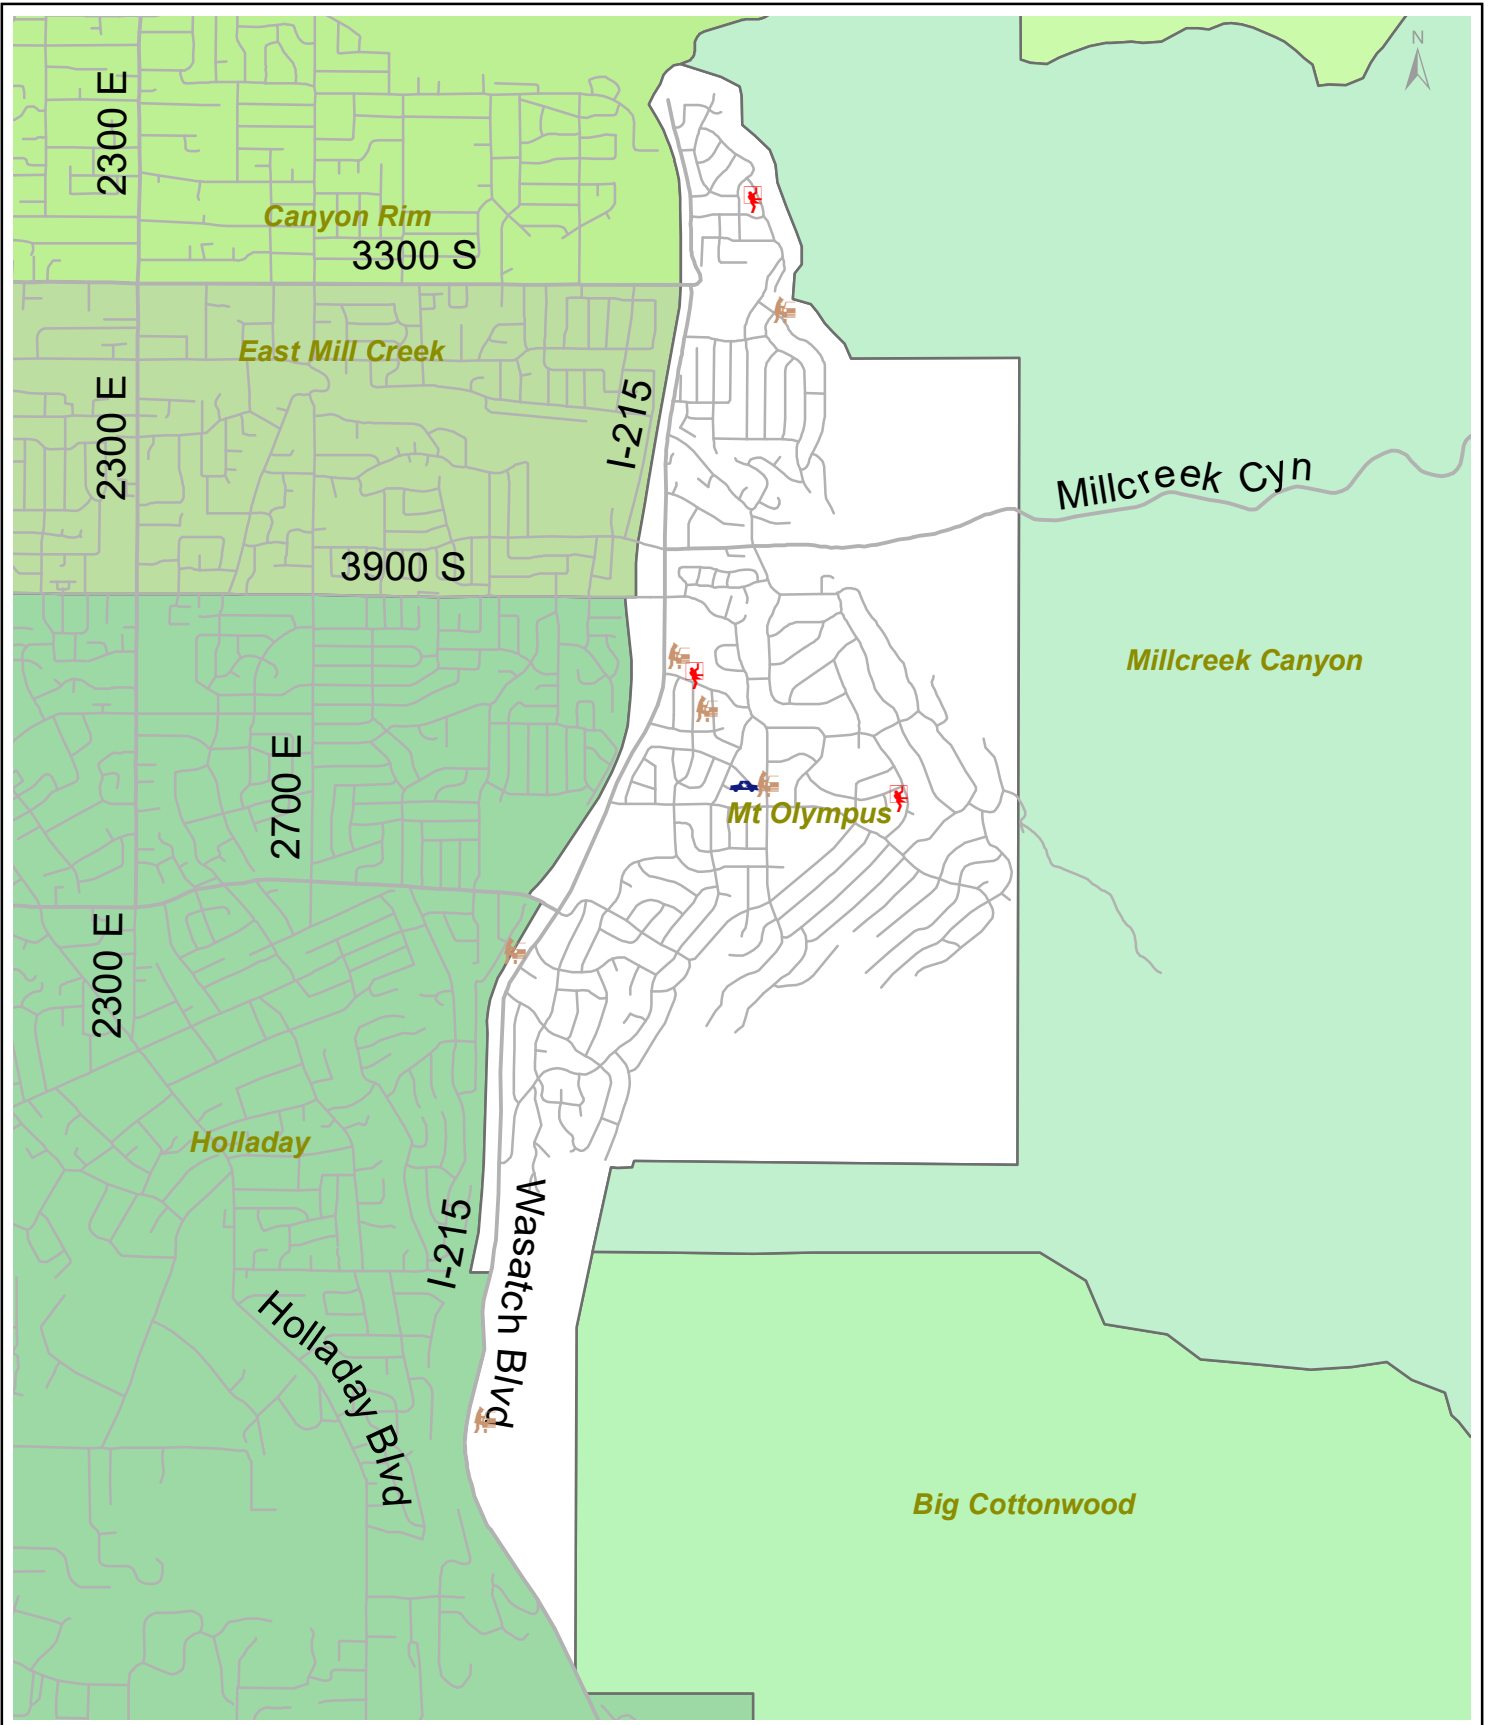 N
2300 E
Canyon Rim
3300 S
East Mill Creek
2300 E
I-215
Millcreek Cyn
3900 S
Millcreek Canyon
2700 E
Mt Olympus
2300 E
Holladay
I-215
Wasatch Blvd
Holladay Blvd
Big Cottonwood